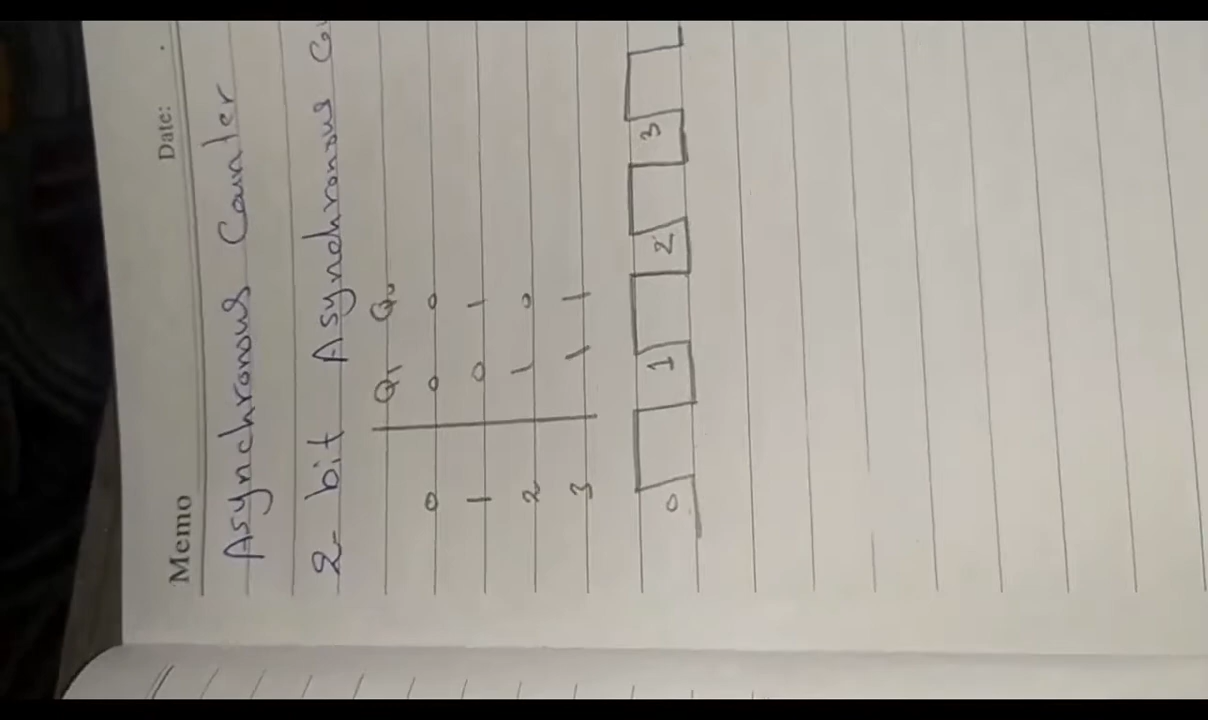 Memo Date:
Asynchronous Counter
2- bit Asynchronous
Q1 Q0
0 0 0
1 0 1
2 1 0
3 1 1
0 1 2 3